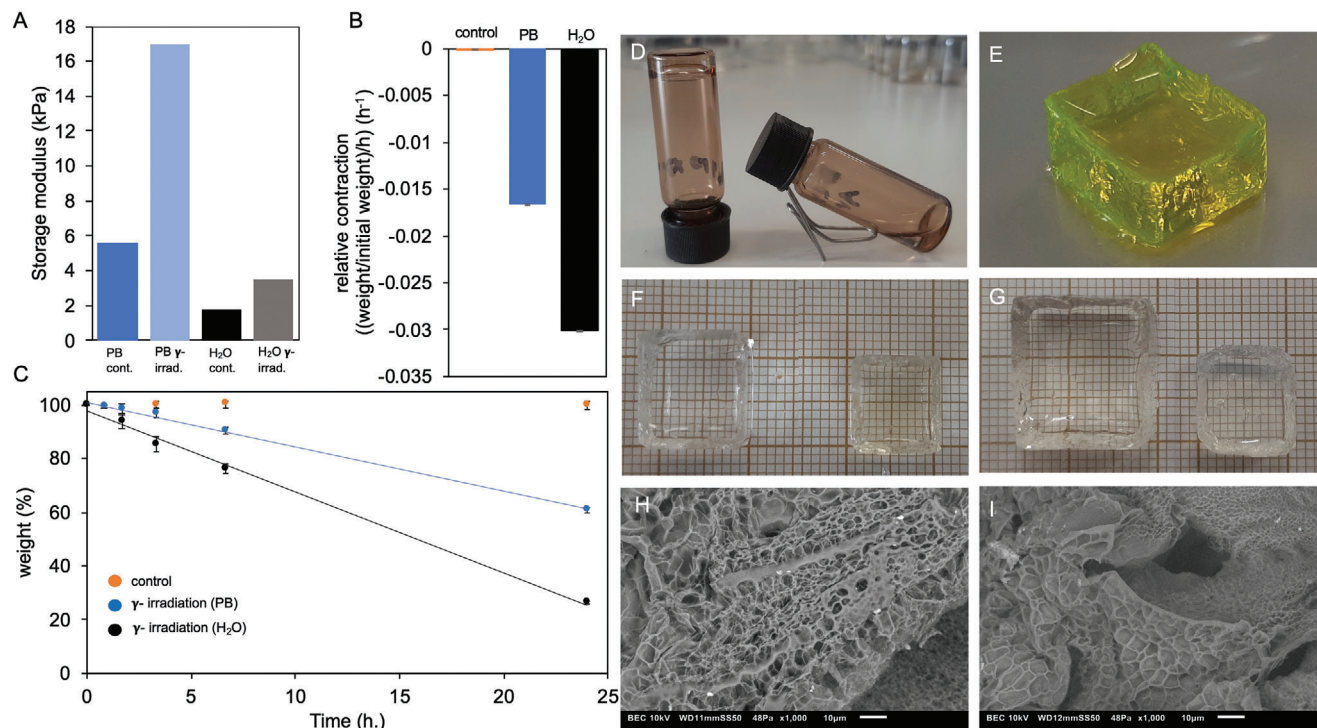 A
Storage modulus (kPa)
18
16
14
12
10
8
6
4
2
0
PB
cont.
PB γ-
irrad.
H₂O
cont.
H₂O γ-
irrad.
B
control
PB
H₂O
relative contraction
((weight/initial weight)/h) (h⁻¹)
0
-0.005
-0.01
-0.015
-0.02
-0.025
-0.03
-0.035
C
weight (%)
100
80
60
40
20
0
control
γ- irradiation (PB)
γ- irradiation (H₂O)
0
5
10
15
20
25
Time (h.)
D
E
F
G
H
BEC 10kV WD11mmSS50 48Pa x1,000 10µm
I
BEC 10kV WD12mmSS50 48Pa x1,000 10µm